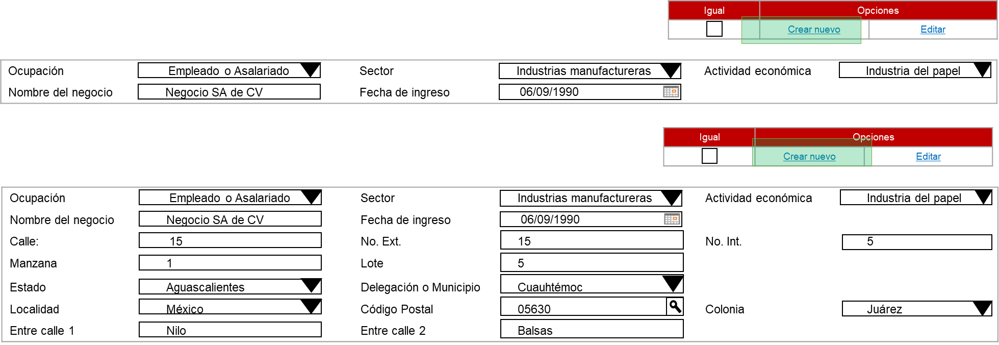 Igual Opciones
Crear nuevo Editar
Ocupación Empleado o Asalariado Sector Industrias manufactureras Actividad económica Industria del papel
Nombre del negocio Negocio SA de CV Fecha de ingreso 06/09/1990
Igual Opciones
Crear nuevo Editar
Ocupación Empleado o Asalariado Sector Industrias manufactureras Actividad económica Industria del papel
Nombre del negocio Negocio SA de CV Fecha de ingreso 06/09/1990
Calle: 15 No. Ext. 15 No. Int. 5
Manzana 1 Lote 5
Estado Aguascalientes Delegación o Municipio Cuauhtémoc
Localidad México Código Postal 05630 Colonia Juárez
Entre calle 1 Nilo Entre calle 2 Balsas